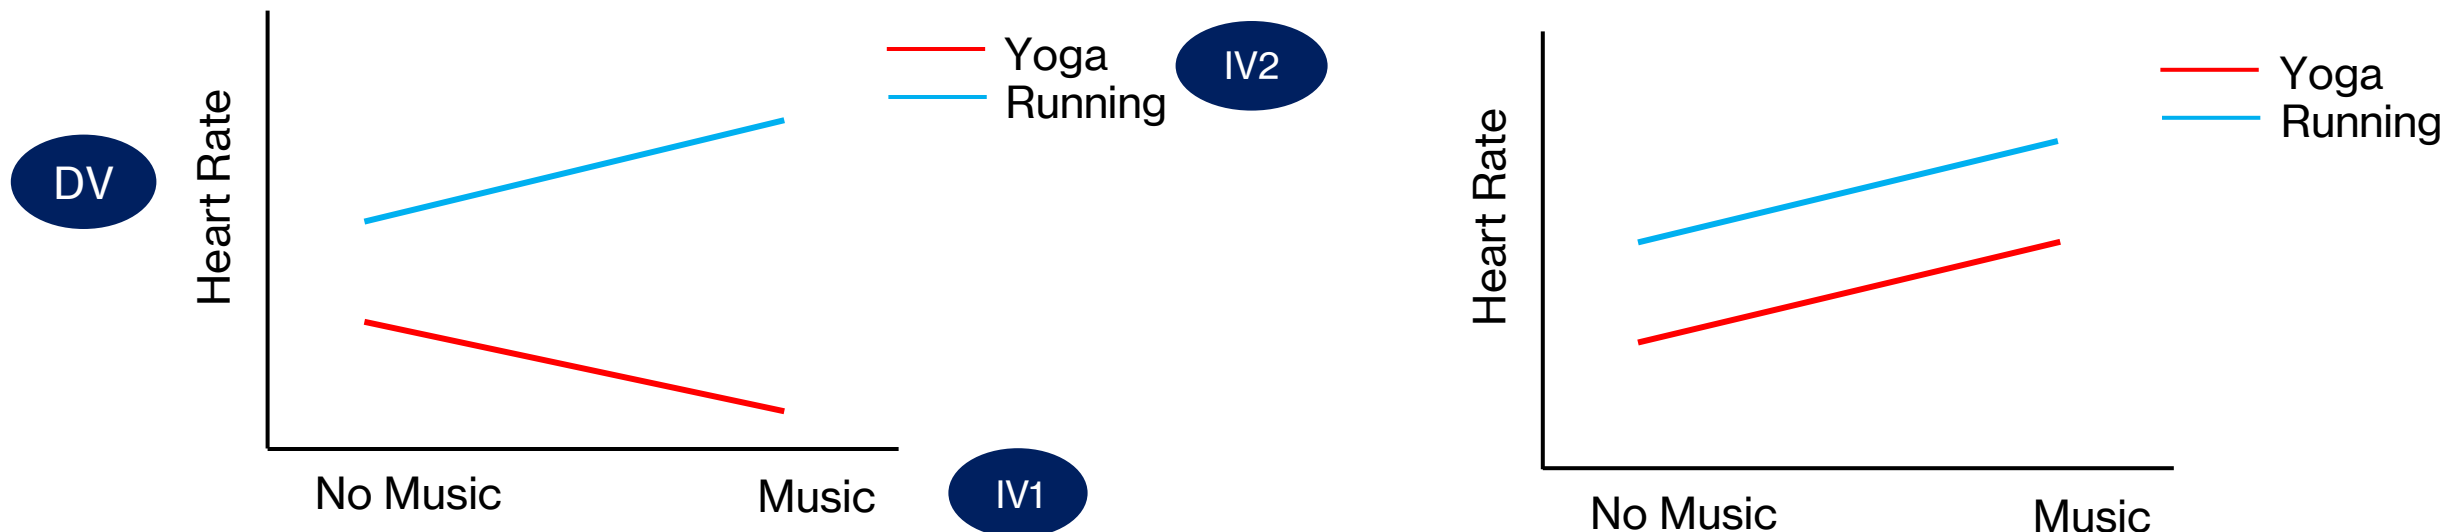 Yoga
Running
IV2
DV
Heart Rate
No Music
Music
IV1
Yoga
Running
Heart Rate
No Music
Music